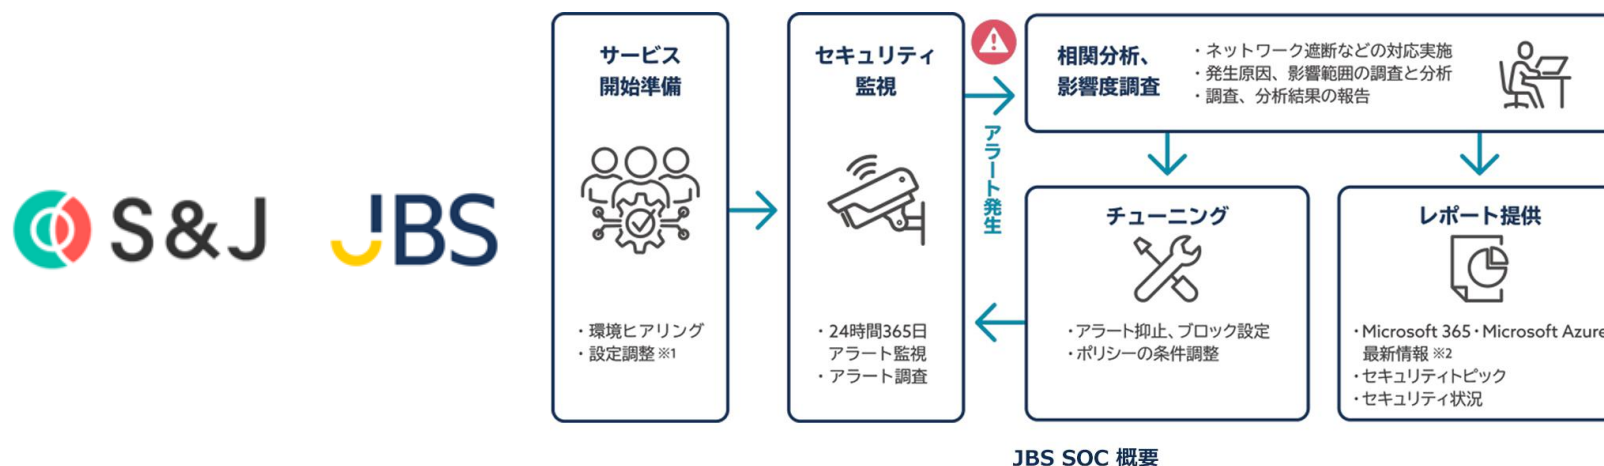 S&J
JBS
サービス
開始準備
・環境ヒアリング
・設定調整 ※1
セキュリティ
監視
・24時間365日
アラート監視
・アラート調査
アラート発生
相関分析、
影響度調査
・ネットワーク遮断などの対応実施
・発生原因、影響範囲の調査と分析
・調査、分析結果の報告
チューニング
・アラート抑止、ブロック設定
・ポリシーの条件調整
レポート提供
・Microsoft 365・Microsoft Azure
最新情報 ※2
・セキュリティトピック
・セキュリティ状況
JBS SOC 概要